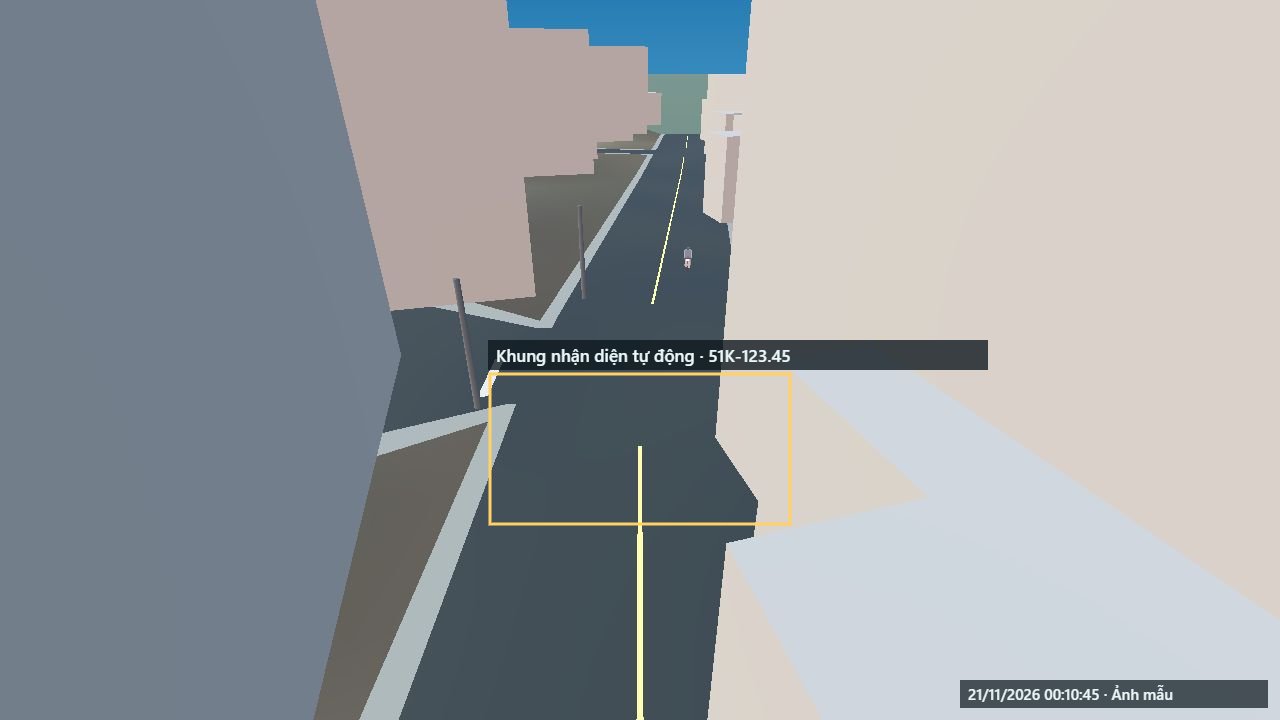 Khung nhận diện tự động · 51K-123.45
21/11/2026 00:10:45 · Ảnh mẫu